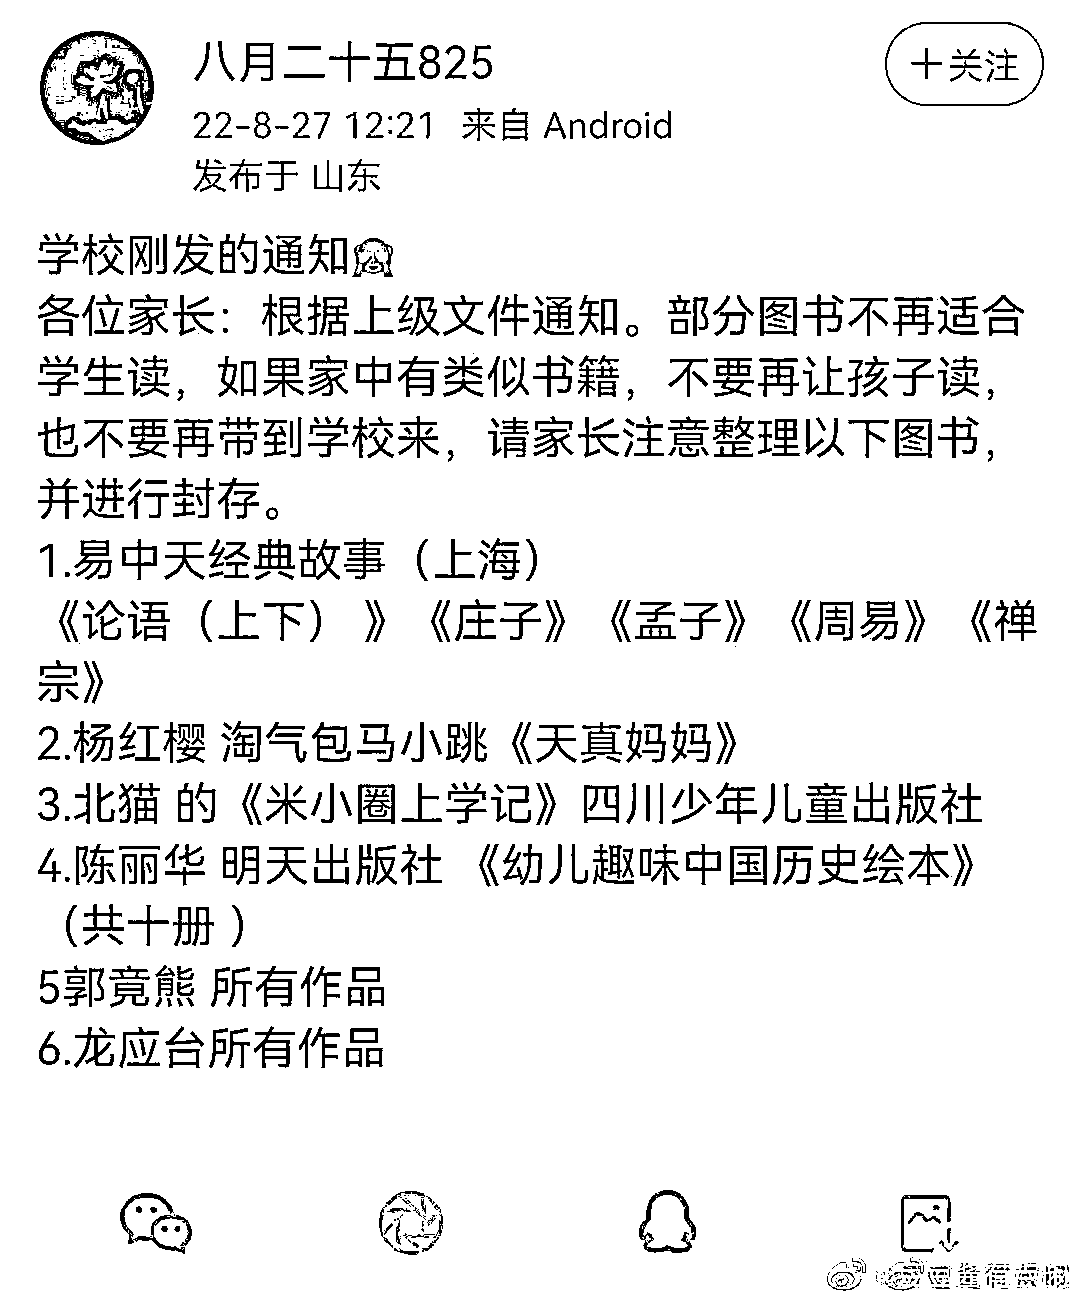 八月二十五825
+关注
22-8-27 12:21 来自 Android
发布于 山东
学校刚发的通知
各位家长：根据上级文件通知。部分图书不再适合
学生读，如果家中有类似书籍，不要再让孩子读，
也不要再带到学校来，请家长注意整理以下图书，
并进行封存。
1.易中天经典故事（上海）
《论语（上下） 》《庄子》《孟子》《周易》《禅
宗》
2.杨红樱 淘气包马小跳《天真妈妈》
3.北猫 的《米小圈上学记》四川少年儿童出版社
4.陈丽华 明天出版社 《幼儿趣味中国历史绘本》
（共十册 ）
5郭竟熊 所有作品
6.龙应台所有作品